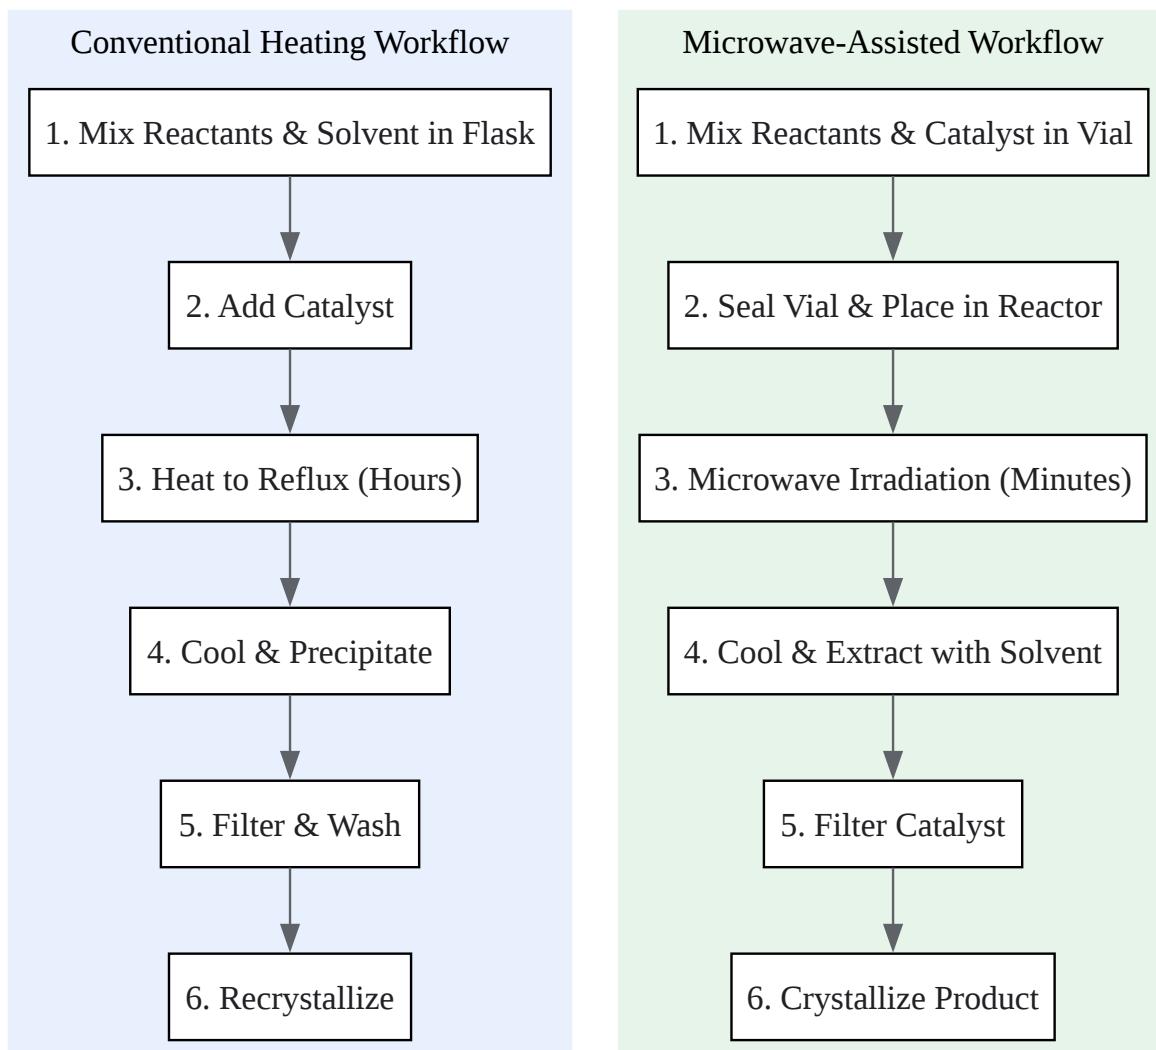 Conventional Heating Workflow
1. Mix Reactants & Solvent in Flask
2. Add Catalyst
3. Heat to Reflux (Hours)
4. Cool & Precipitate
5. Filter & Wash
6. Recrystallize
Microwave-Assisted Workflow
1. Mix Reactants & Catalyst in Vial
2. Seal Vial & Place in Reactor
3. Microwave Irradiation (Minutes)
4. Cool & Extract with Solvent
5. Filter Catalyst
6. Crystallize Product